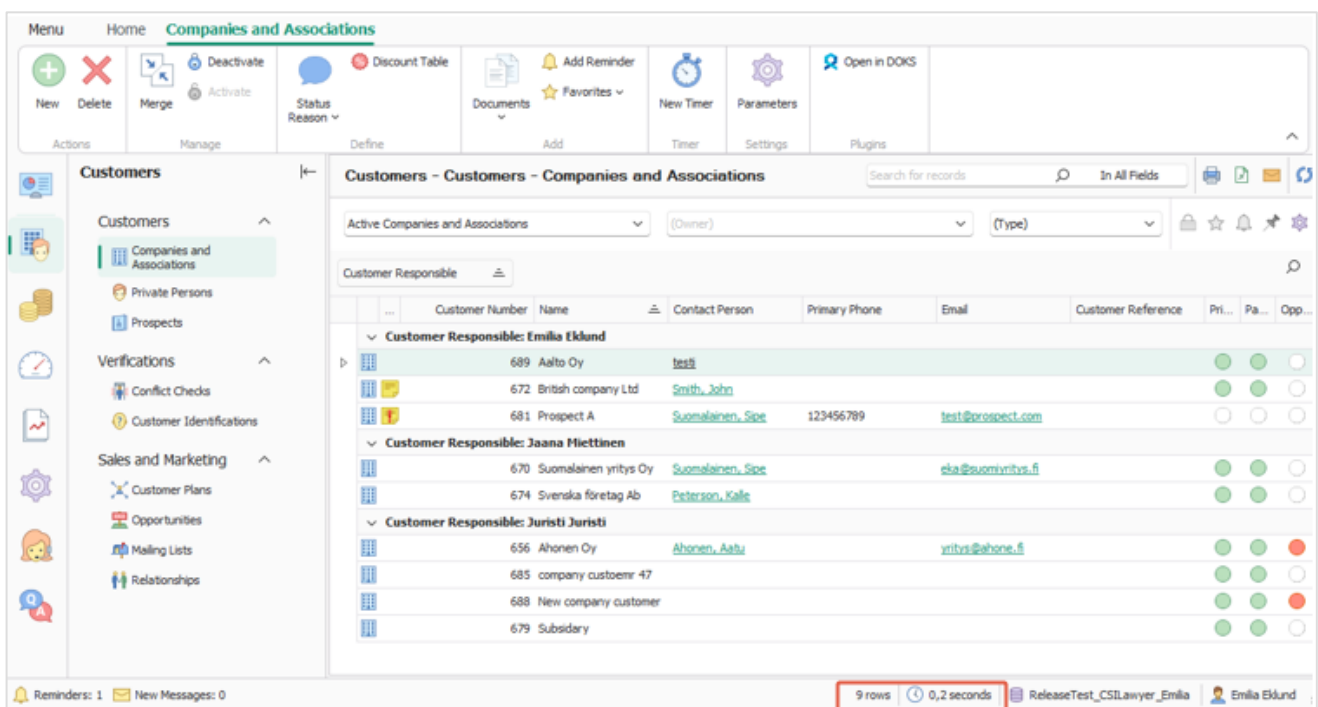 Menu Home Companies and Associations
New Delete Merge Deactivate Activate Status Reason Discount Table Documents Add Reminder Favorites New Timer Parameters Open in DOKS
Actions Manage Define Add Timer Settings Plugins
Customers
Customers
Companies and Associations
Private Persons
Prospects
Verifications
Conflict Checks
Customer Identifications
Sales and Marketing
Customer Plans
Opportunities
Mailing Lists
Relationships
Customers - Customers - Companies and Associations Search for records In All Fields
Active Companies and Associations (Owner) (Type)
Customer Responsible
... Customer Number Name Contact Person Primary Phone Email Customer Reference Pri... Pa... Opp...
Customer Responsible: Emilia Eklund
689 Aalto Oy testi
672 British company Ltd Smith, John
681 Prospect A Suomalainen, Sipe 123456789 test@prospect.com
Customer Responsible: Jaana Miettinen
670 Suomalainen yritys Oy Suomalainen, Sipe eka@suomiyritys.fi
674 Svenska företag Ab Peterson, Kalle
Customer Responsible: Juristi Juristi
656 Ahonen Oy Ahonen, Aatu yritys@ahone.fi
685 company custoemr 47
688 New company customer
679 Subsidary
Reminders: 1 New Messages: 0 9 rows 0,2 seconds ReleaseTest_CSILawyer_Emilia Emilia Eklund